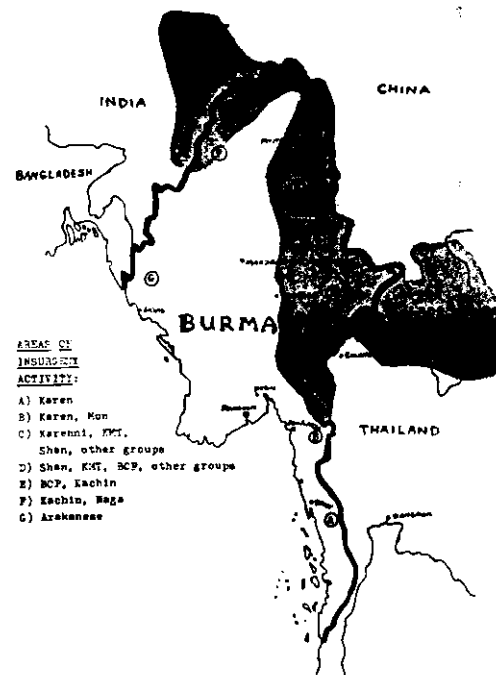 INDIA
CHINA
BANGLADESH
F
G
BURMA
AREAS OF
INSURGENT
ACTIVITY:
A) Karen
B) Karen, Mon
C) Karenni, KMT,
Shan, other groups
D) Shan, KMT, BCP, other groups
E) BCP, Kachin
F) Kachin, Naga
G) Arakanese
THAILAND
B
A